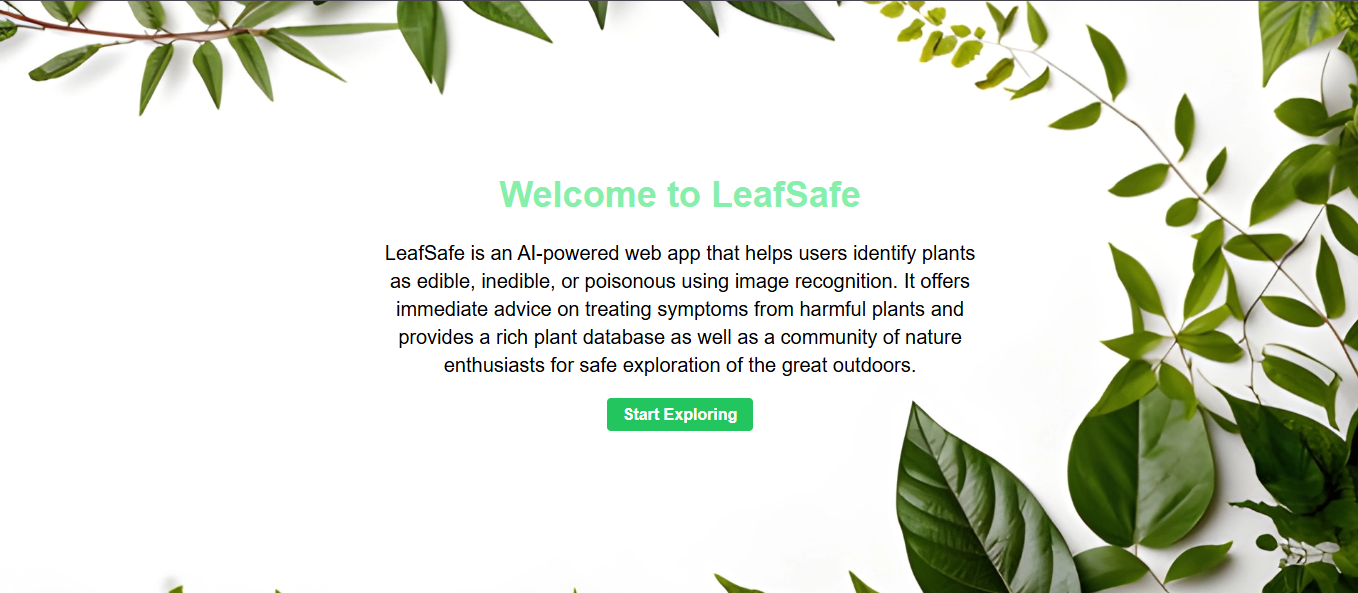 Welcome to LeafSafe
LeafSafe is an AI-powered web app that helps users identify plants
as edible, inedible, or poisonous using image recognition. It offers
immediate advice on treating symptoms from harmful plants and
provides a rich plant database as well as a community of nature
enthusiasts for safe exploration of the great outdoors.
Start Exploring